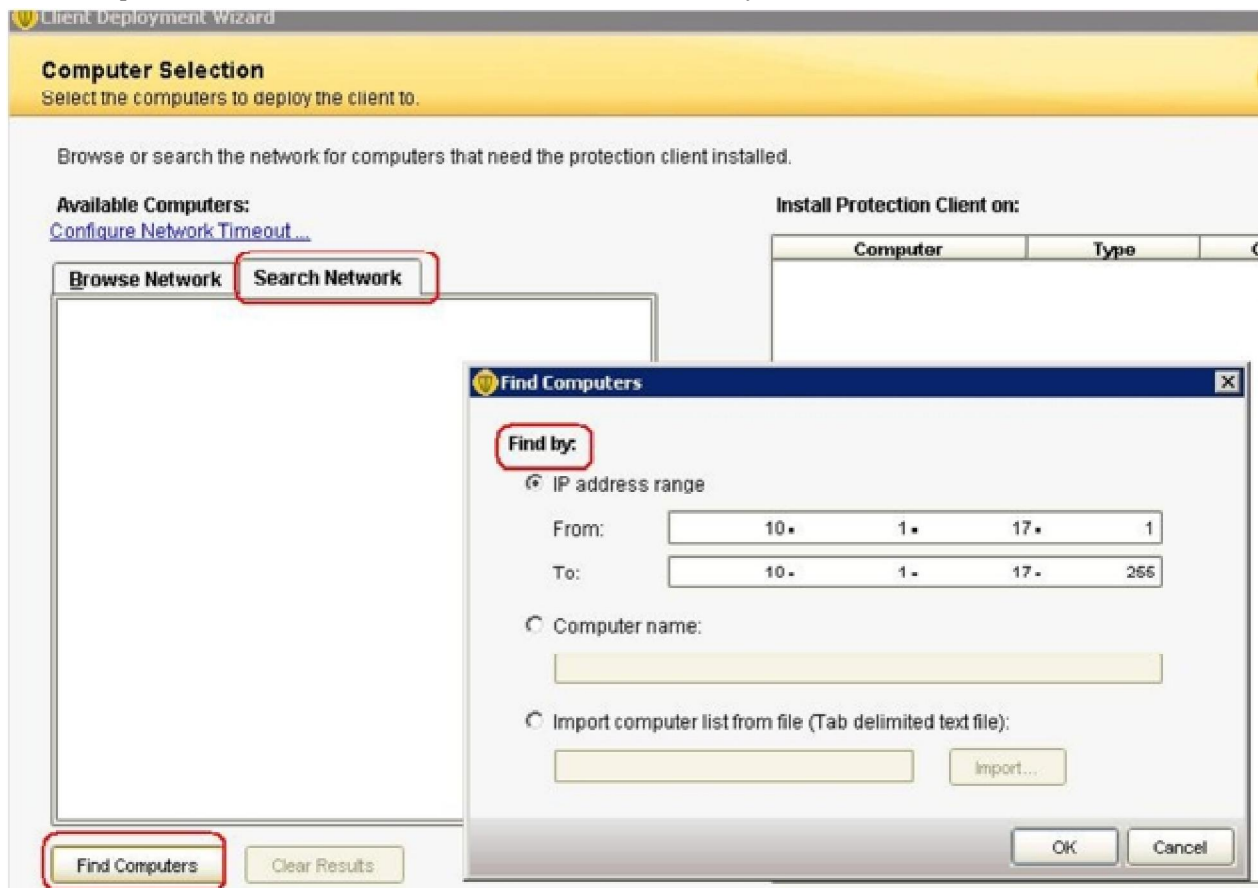 Client Deployment Wizard
Computer Selection
Select the computers to deploy the client to.
Browse or search the network for computers that need the protection client installed.
Available Computers:
Configure Network Timeout ...
Browse Network
Search Network
Install Protection Client on:
Computer
Type
Find Computers
Find by:
IP address range
From: 10. 1. 17. 1
To: 10. 1. 17. 255
Computer name:
Import computer list from file (Tab delimited text file):
Import...
OK
Cancel
Find Computers
Clear Results